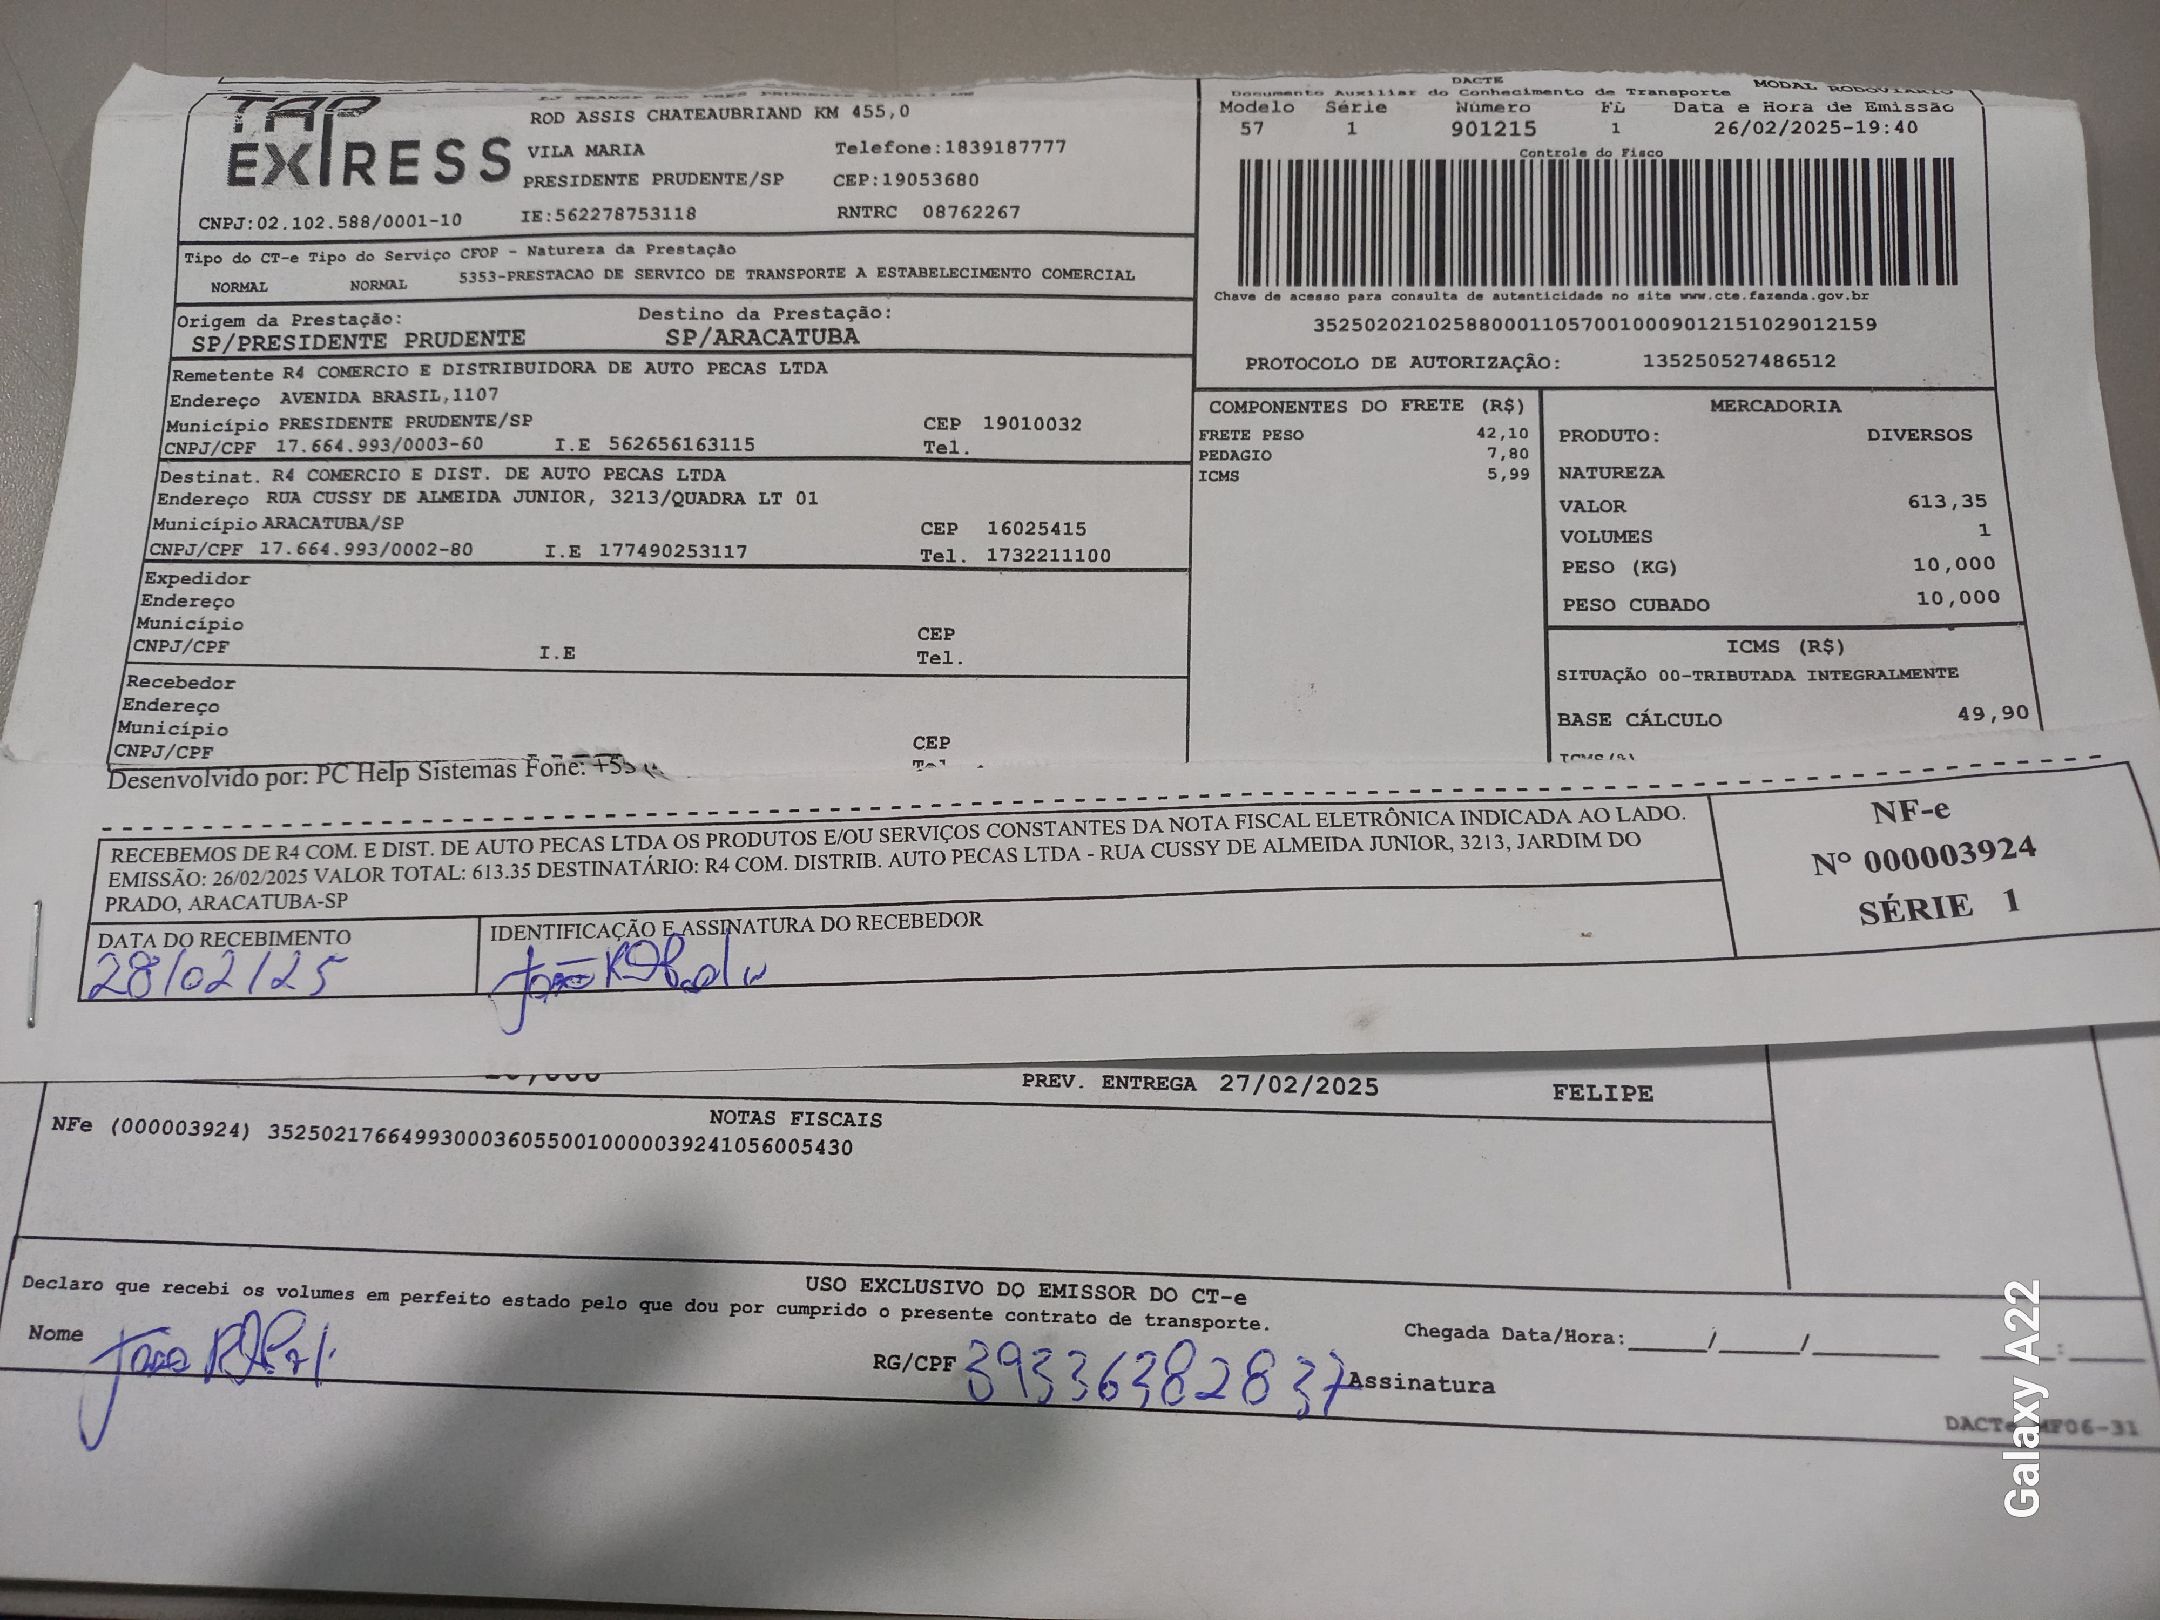 DACTE
Documento Auxiliar do Conhecimento de Transporte MODAL RODOVIÁRIO
TAP EXPRESS
ROD ASSIS CHATEAUBRIAND KM 455,0
VILA MARIA Telefone:1839187777
PRESIDENTE PRUDENTE/SP CEP:19053680
CNPJ:02.102.588/0001-10 IE:562278753118 RNTRC 08762267
Modelo Série Número FL Data e Hora de Emissão
57 1 901215 1 26/02/2025-19:40
Controle do Fisco
Chave de acesso para consulta de autenticidade no site www.cte.fazenda.gov.br
35250202102588000110570010009012151029012159
PROTOCOLO DE AUTORIZAÇÃO: 135250527486512
Tipo do CT-e Tipo do Serviço CFOP - Natureza da Prestação
NORMAL NORMAL 5353-PRESTACAO DE SERVICO DE TRANSPORTE A ESTABELECIMENTO COMERCIAL
Origem da Prestação: Destino da Prestação:
SP/PRESIDENTE PRUDENTE SP/ARACATUBA
Remetente R4 COMERCIO E DISTRIBUIDORA DE AUTO PECAS LTDA
Endereço AVENIDA BRASIL,1107
Município PRESIDENTE PRUDENTE/SP CEP 19010032
CNPJ/CPF 17.664.993/0003-60 I.E 562656163115 Tel.
Destinat. R4 COMERCIO E DIST. DE AUTO PECAS LTDA
Endereço RUA CUSSY DE ALMEIDA JUNIOR, 3213/QUADRA LT 01
Município ARACATUBA/SP CEP 16025415
CNPJ/CPF 17.664.993/0002-80 I.E 177490253117 Tel. 1732211100
Expedidor
Endereço
Município CEP
CNPJ/CPF I.E Tel.
Recebedor
Endereço
Município CEP
CNPJ/CPF Tel.
COMPONENTES DO FRETE (R$)
FRETE PESO 42,10
PEDAGIO 7,80
ICMS 5,99
MERCADORIA
PRODUTO: DIVERSOS
NATUREZA
VALOR 613,35
VOLUMES 1
PESO (KG) 10,000
PESO CUBADO 10,000
ICMS (R$)
SITUAÇÃO 00-TRIBUTADA INTEGRALMENTE
BASE CÁLCULO 49,90
Desenvolvido por: PC Help Sistemas Fone: +55
RECEBEMOS DE R4 COM. E DIST. DE AUTO PECAS LTDA OS PRODUTOS E/OU SERVIÇOS CONSTANTES DA NOTA FISCAL ELETRÔNICA INDICADA AO LADO.
EMISSÃO: 26/02/2025 VALOR TOTAL: 613.35 DESTINATÁRIO: R4 COM. DISTRIB. AUTO PECAS LTDA - RUA CUSSY DE ALMEIDA JUNIOR, 3213, JARDIM DO
PRADO, ARACATUBA-SP
NF-e
Nº 000003924
SÉRIE 1
DATA DO RECEBIMENTO
28/02/25
IDENTIFICAÇÃO E ASSINATURA DO RECEBEDOR
João
PREV. ENTREGA 27/02/2025 FELIPE
NOTAS FISCAIS
NFe (000003924) 35250217664993000360550010000039241056005430
USO EXCLUSIVO DO EMISSOR DO CT-e
Declaro que recebi os volumes em perfeito estado pelo que dou por cumprido o presente contrato de transporte.
Nome RG/CPF 39336382837 Assinatura
Chegada Data/Hora:_____/_____/________ _____:_____
Galaxy A22